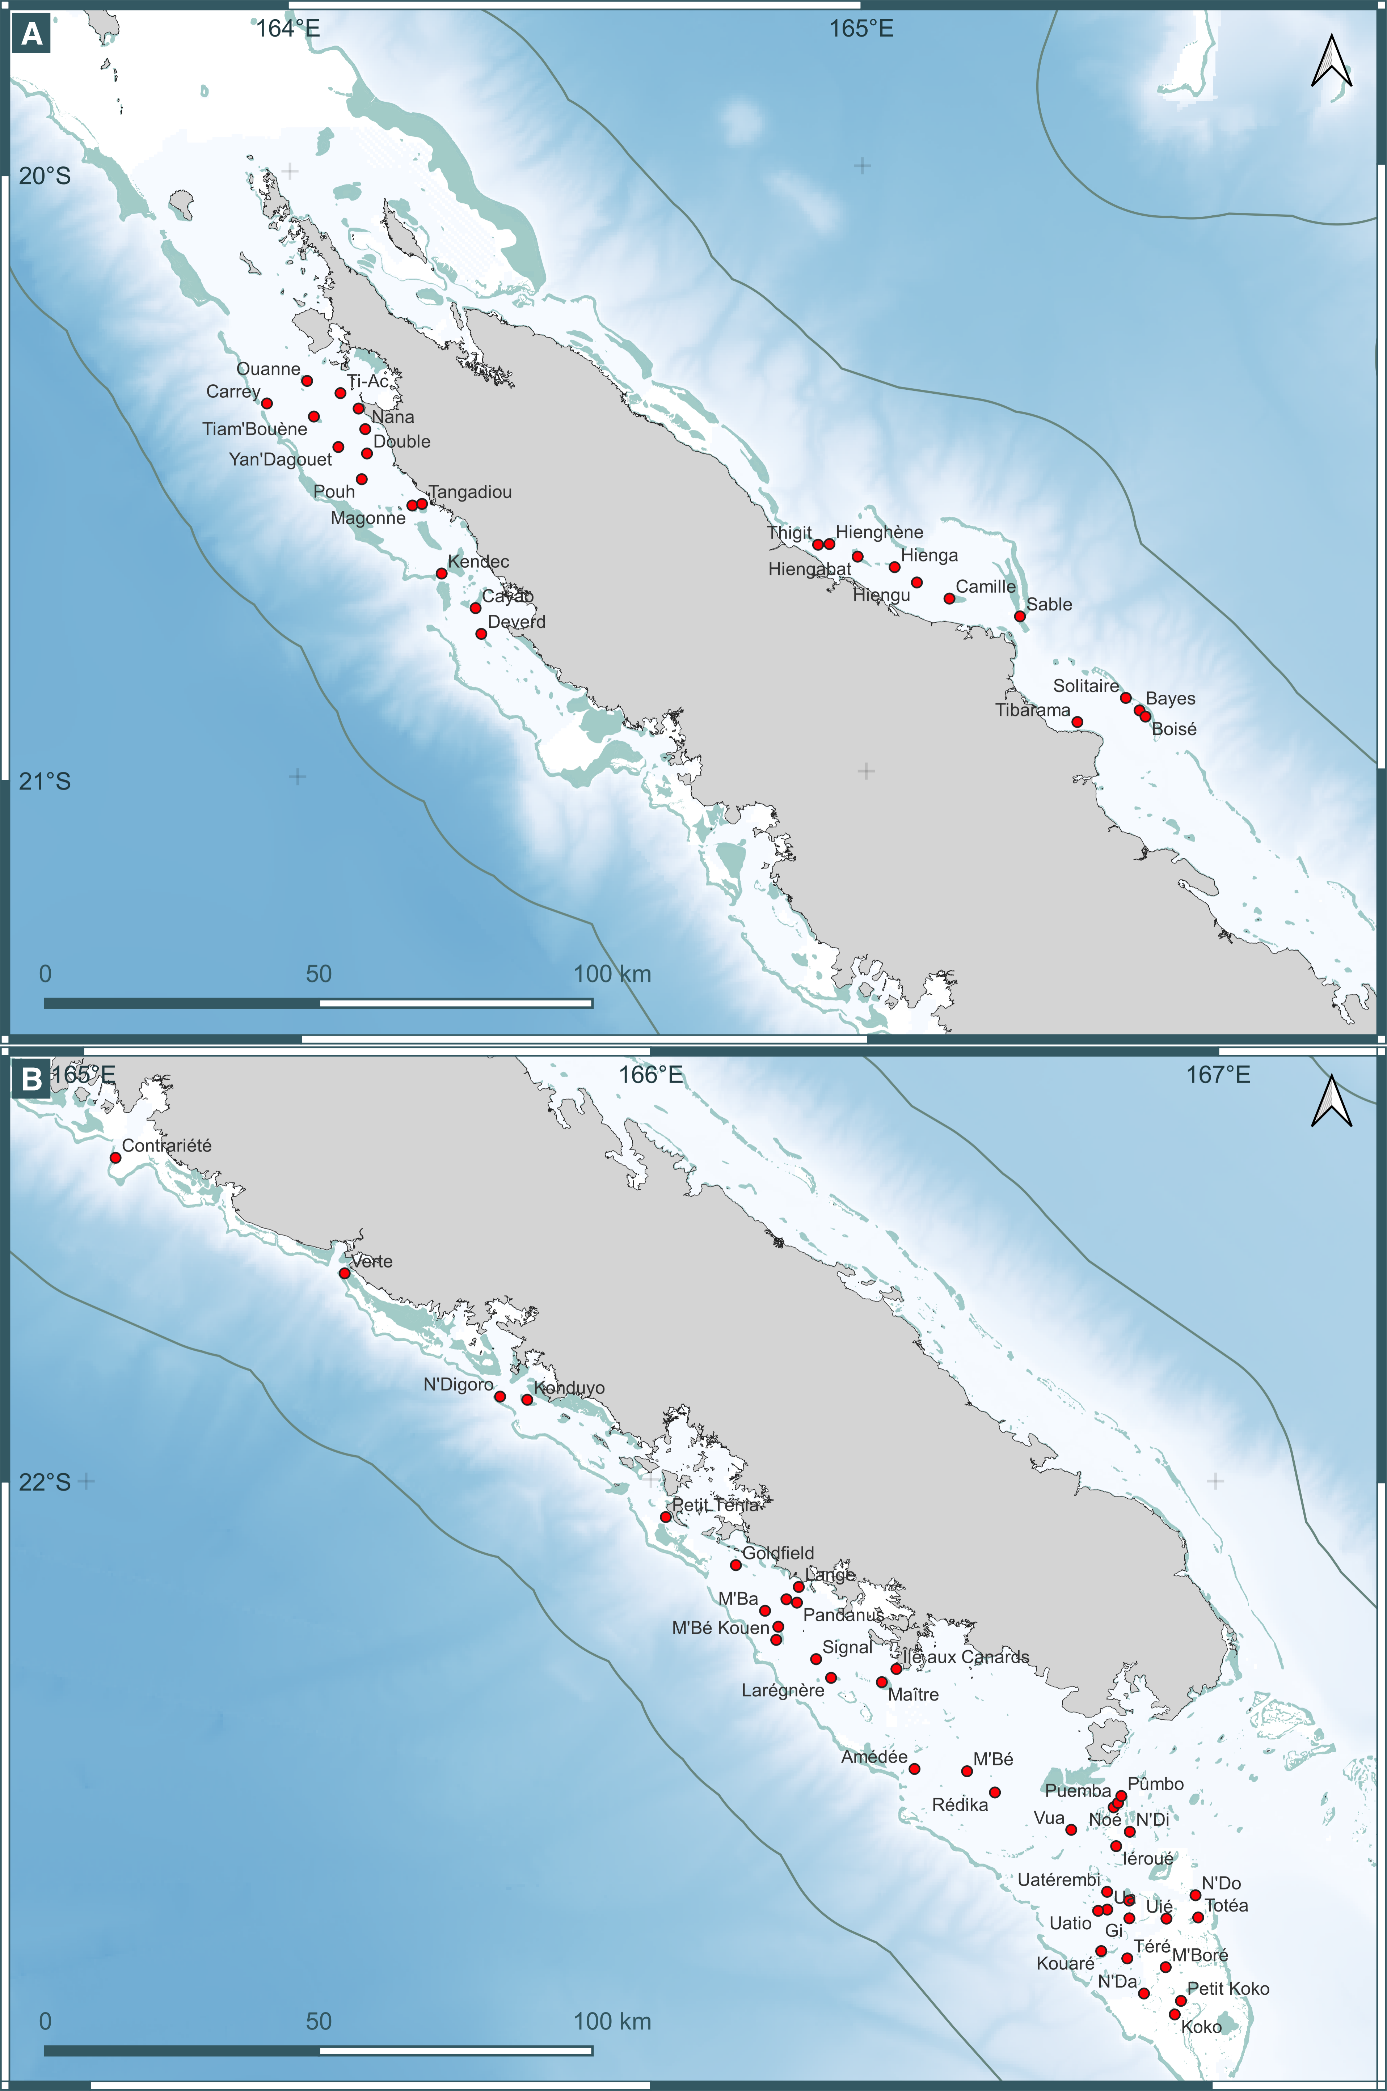 A
164°E
165°E
20°S
Ouanne
Ti-Ac
Carrey
Nana
Tiam'Bouène
Double
Yan'Dagouet
Pouh
Tangadiou
Magonne
Thigit
Hienghène
Hienga
Kendec
Hiengabat
Camille
Cayao
Hiengu
Sable
Deverd
Solitaire
Bayes
Tibarama
Boisé
21°S
0
50
100 km
B
165°E
166°E
167°E
Contrariété
Verte
N'Digoro
Konduyo
22°S
Petit Ténia
Goldfield
Lange
M'Ba
Pandanus
M'Bé Kouen
Signal
Île aux Canards
Larégnère
Maître
Amédée
M'Bé
Pûmbo
Puemba
Rédika
Vua
Noé
N'Di
Iéroué
Uatérembi
N'Do
Ua
Uié
Totéa
Uatio
Gi
Téré
M'Boré
Kouaré
N'Da
Petit Koko
0
50
100 km
Koko